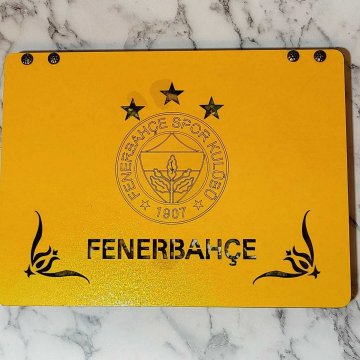 FENERBAHÇE SPOR KULÜBÜ
1907
FENERBAHÇE